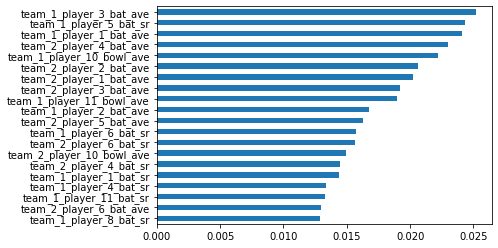 team_1_player_3_bat_ave
team_1_player_5_bat_sr
team_1_player_1_bat_ave
team_2_player_4_bat_ave
team_1_player_10_bowl_ave
team_2_player_2_bat_ave
team_2_player_1_bat_ave
team_2_player_3_bat_ave
team_1_player_11_bowl_ave
team_1_player_2_bat_ave
team_2_player_5_bat_ave
team_1_player_6_bat_sr
team_2_player_6_bat_sr
team_2_player_10_bowl_ave
team_2_player_4_bat_sr
team_1_player_1_bat_sr
team_1_player_4_bat_sr
team_1_player_11_bat_sr
team_2_player_6_bat_ave
team_1_player_8_bat_sr
0.000 0.005 0.010 0.015 0.020 0.025